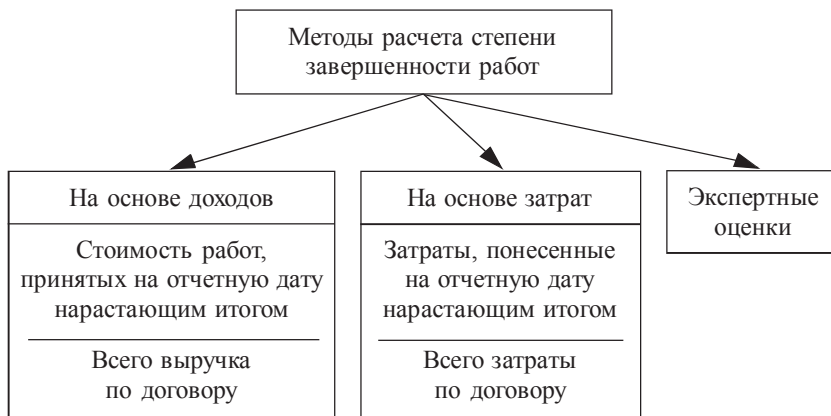 Методы расчета степени
завершенности работ
На основе доходов
Стоимость работ,
принятых на отчетную дату
нарастающим итогом
Всего выручка
по договору
На основе затрат
Затраты, понесенные
на отчетную дату
нарастающим итогом
Всего затраты
по договору
Экспертные
оценки